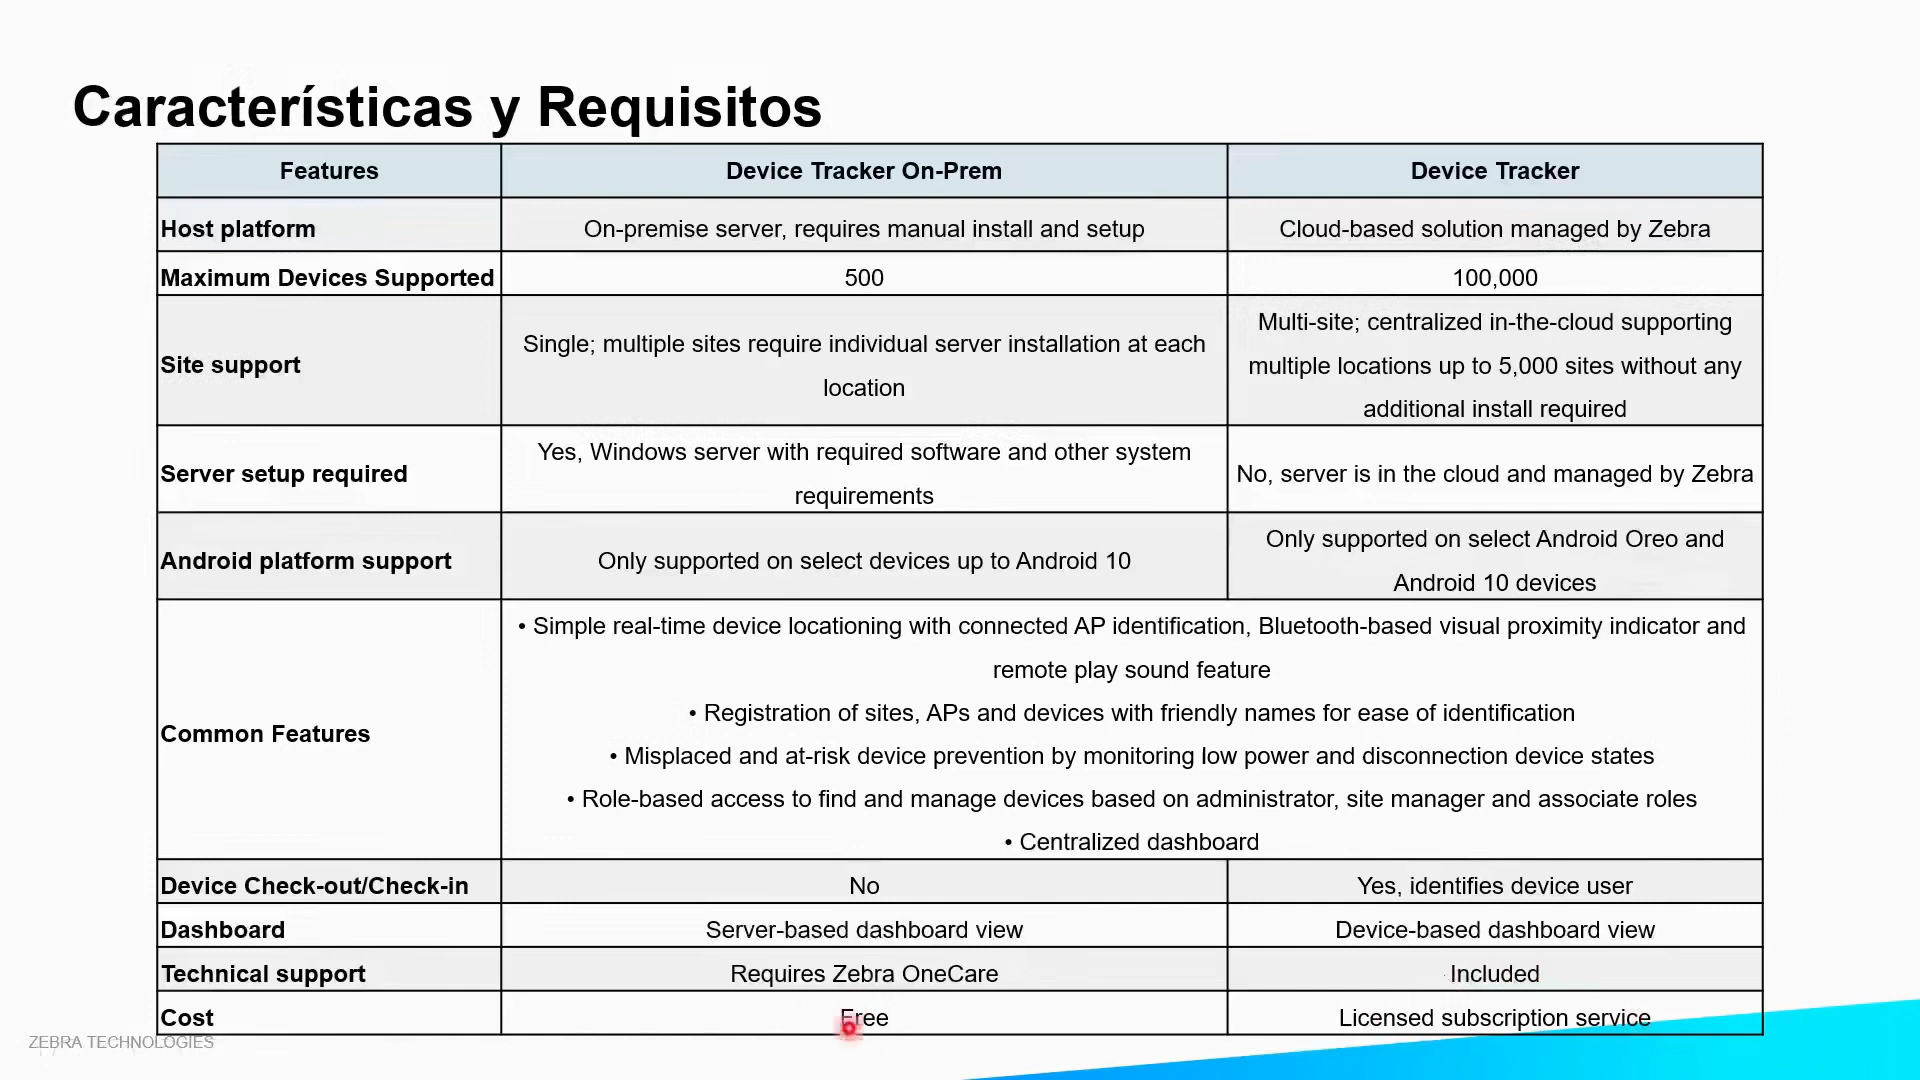 Características y Requisitos
Features Device Tracker On-Prem Device Tracker
Host platform On-premise server, requires manual install and setup Cloud-based solution managed by Zebra
Maximum Devices Supported 500 100,000
Site support
Single; multiple sites require individual server installation at each
location
Multi-site; centralized in-the-cloud supporting
multiple locations up to 5,000 sites without any
additional install required
Server setup required
Yes, Windows server with required software and other system
requirements
No, server is in the cloud and managed by Zebra
Android platform support
Only supported on select devices up to Android 10
Only supported on select Android Oreo and
Android 10 devices
Common Features
• Simple real-time device locationing with connected AP identification, Bluetooth-based visual proximity indicator and
remote play sound feature
• Registration of sites, APs and devices with friendly names for ease of identification
• Misplaced and at-risk device prevention by monitoring low power and disconnection device states
• Role-based access to find and manage devices based on administrator, site manager and associate roles
• Centralized dashboard
Device Check-out/Check-in No Yes, identifies device user
Dashboard Server-based dashboard view Device-based dashboard view
Technical support Requires Zebra OneCare Included
Cost Free Licensed subscription service
ZEBRA TECHNOLOGIES